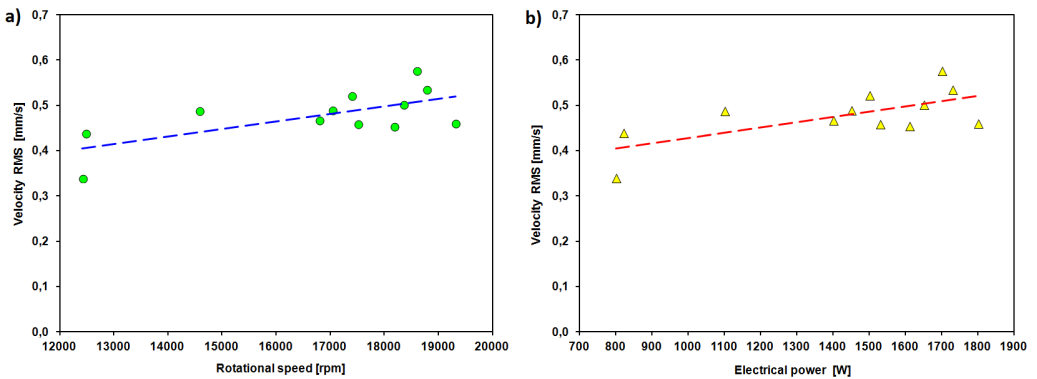 a)
Velocity RMS [mm/s]
0,7
0,6
0,5
0,4
0,3
0,2
0,1
0,0
12000 13000 14000 15000 16000 17000 18000 19000 20000
Rotational speed [rpm]
b)
Velocity RMS [mm/s]
0,7
0,6
0,5
0,4
0,3
0,2
0,1
0,0
700 800 900 1000 1100 1200 1300 1400 1500 1600 1700 1800 1900
Electrical power [W]